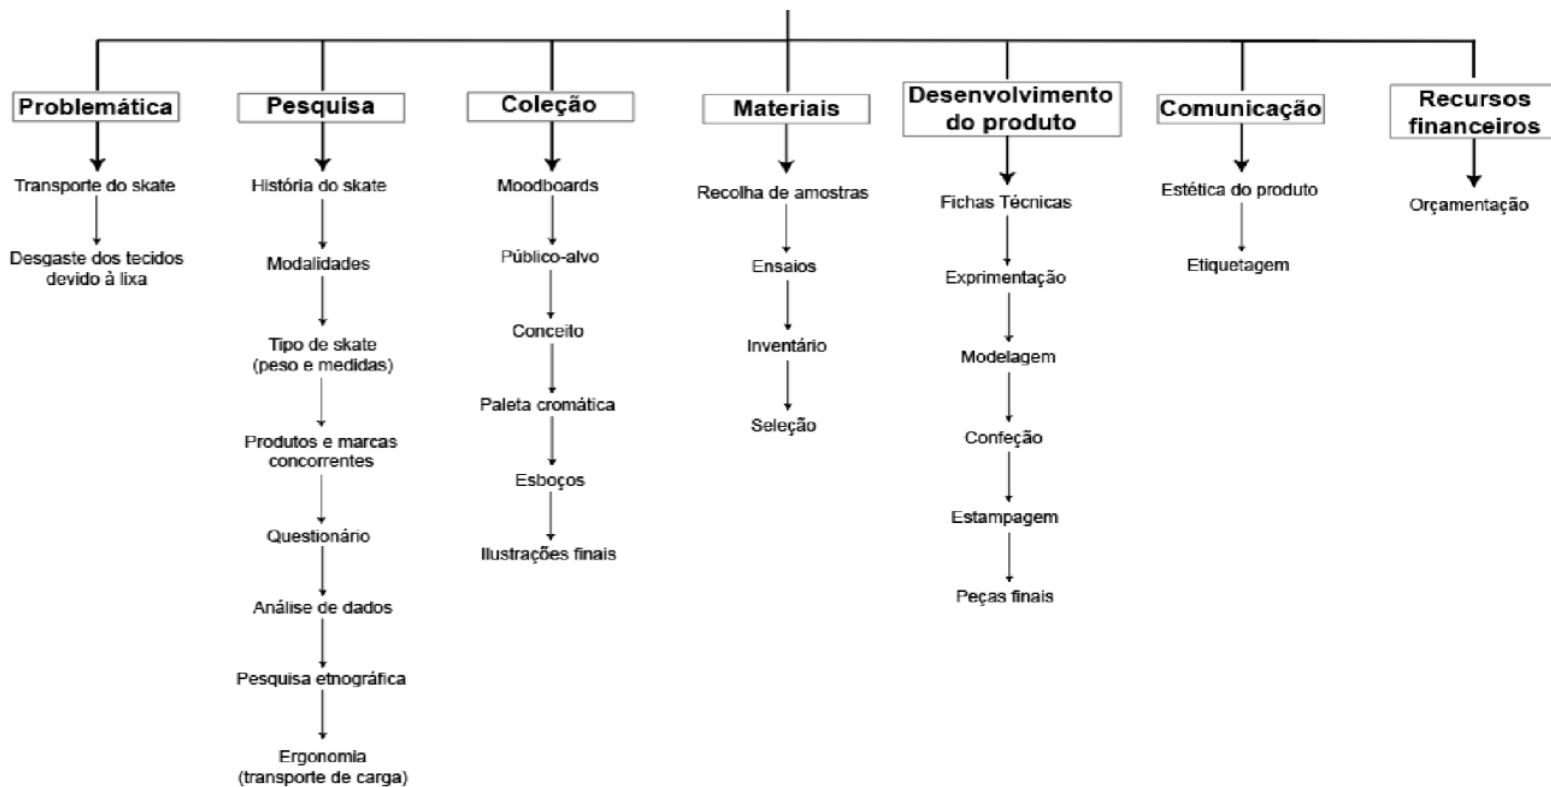 Problemática
Transporte do skate
Desgaste dos tecidos
devido à lixa
Pesquisa
História do skate
Modalidades
Tipo de skate
(peso e medidas)
Produtos e marcas
concorrentes
Questionário
Análise de dados
Pesquisa etnográfica
Ergonomia
(transporte de carga)
Coleção
Moodboards
Público-alvo
Conceito
Paleta cromática
Esboços
Ilustrações finais
Materiais
Recolha de amostras
Ensaios
Inventário
Seleção
Desenvolvimento
do produto
Fichas Técnicas
Exprimentação
Modelagem
Confeção
Estampagem
Peças finais
Comunicação
Estética do produto
Etiquetagem
Recursos
financeiros
Orçamentação